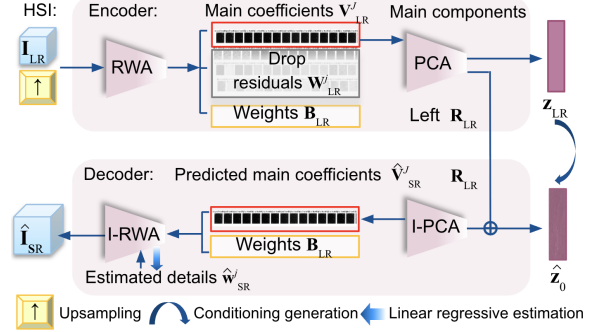 HSI: Encoder: Main coefficients V^J_LR Main components
I_LR
↑
RWA
Drop
residuals W^j_LR
Weights B_LR
PCA
Left R_LR
z_LR
Decoder: Predicted main coefficients V̂^J_SR R_LR
Î_SR
I-RWA
Weights B_LR
I-PCA
ẑ_0
Estimated details ŵ^j_SR
↑ Upsampling Conditioning generation Linear regressive estimation